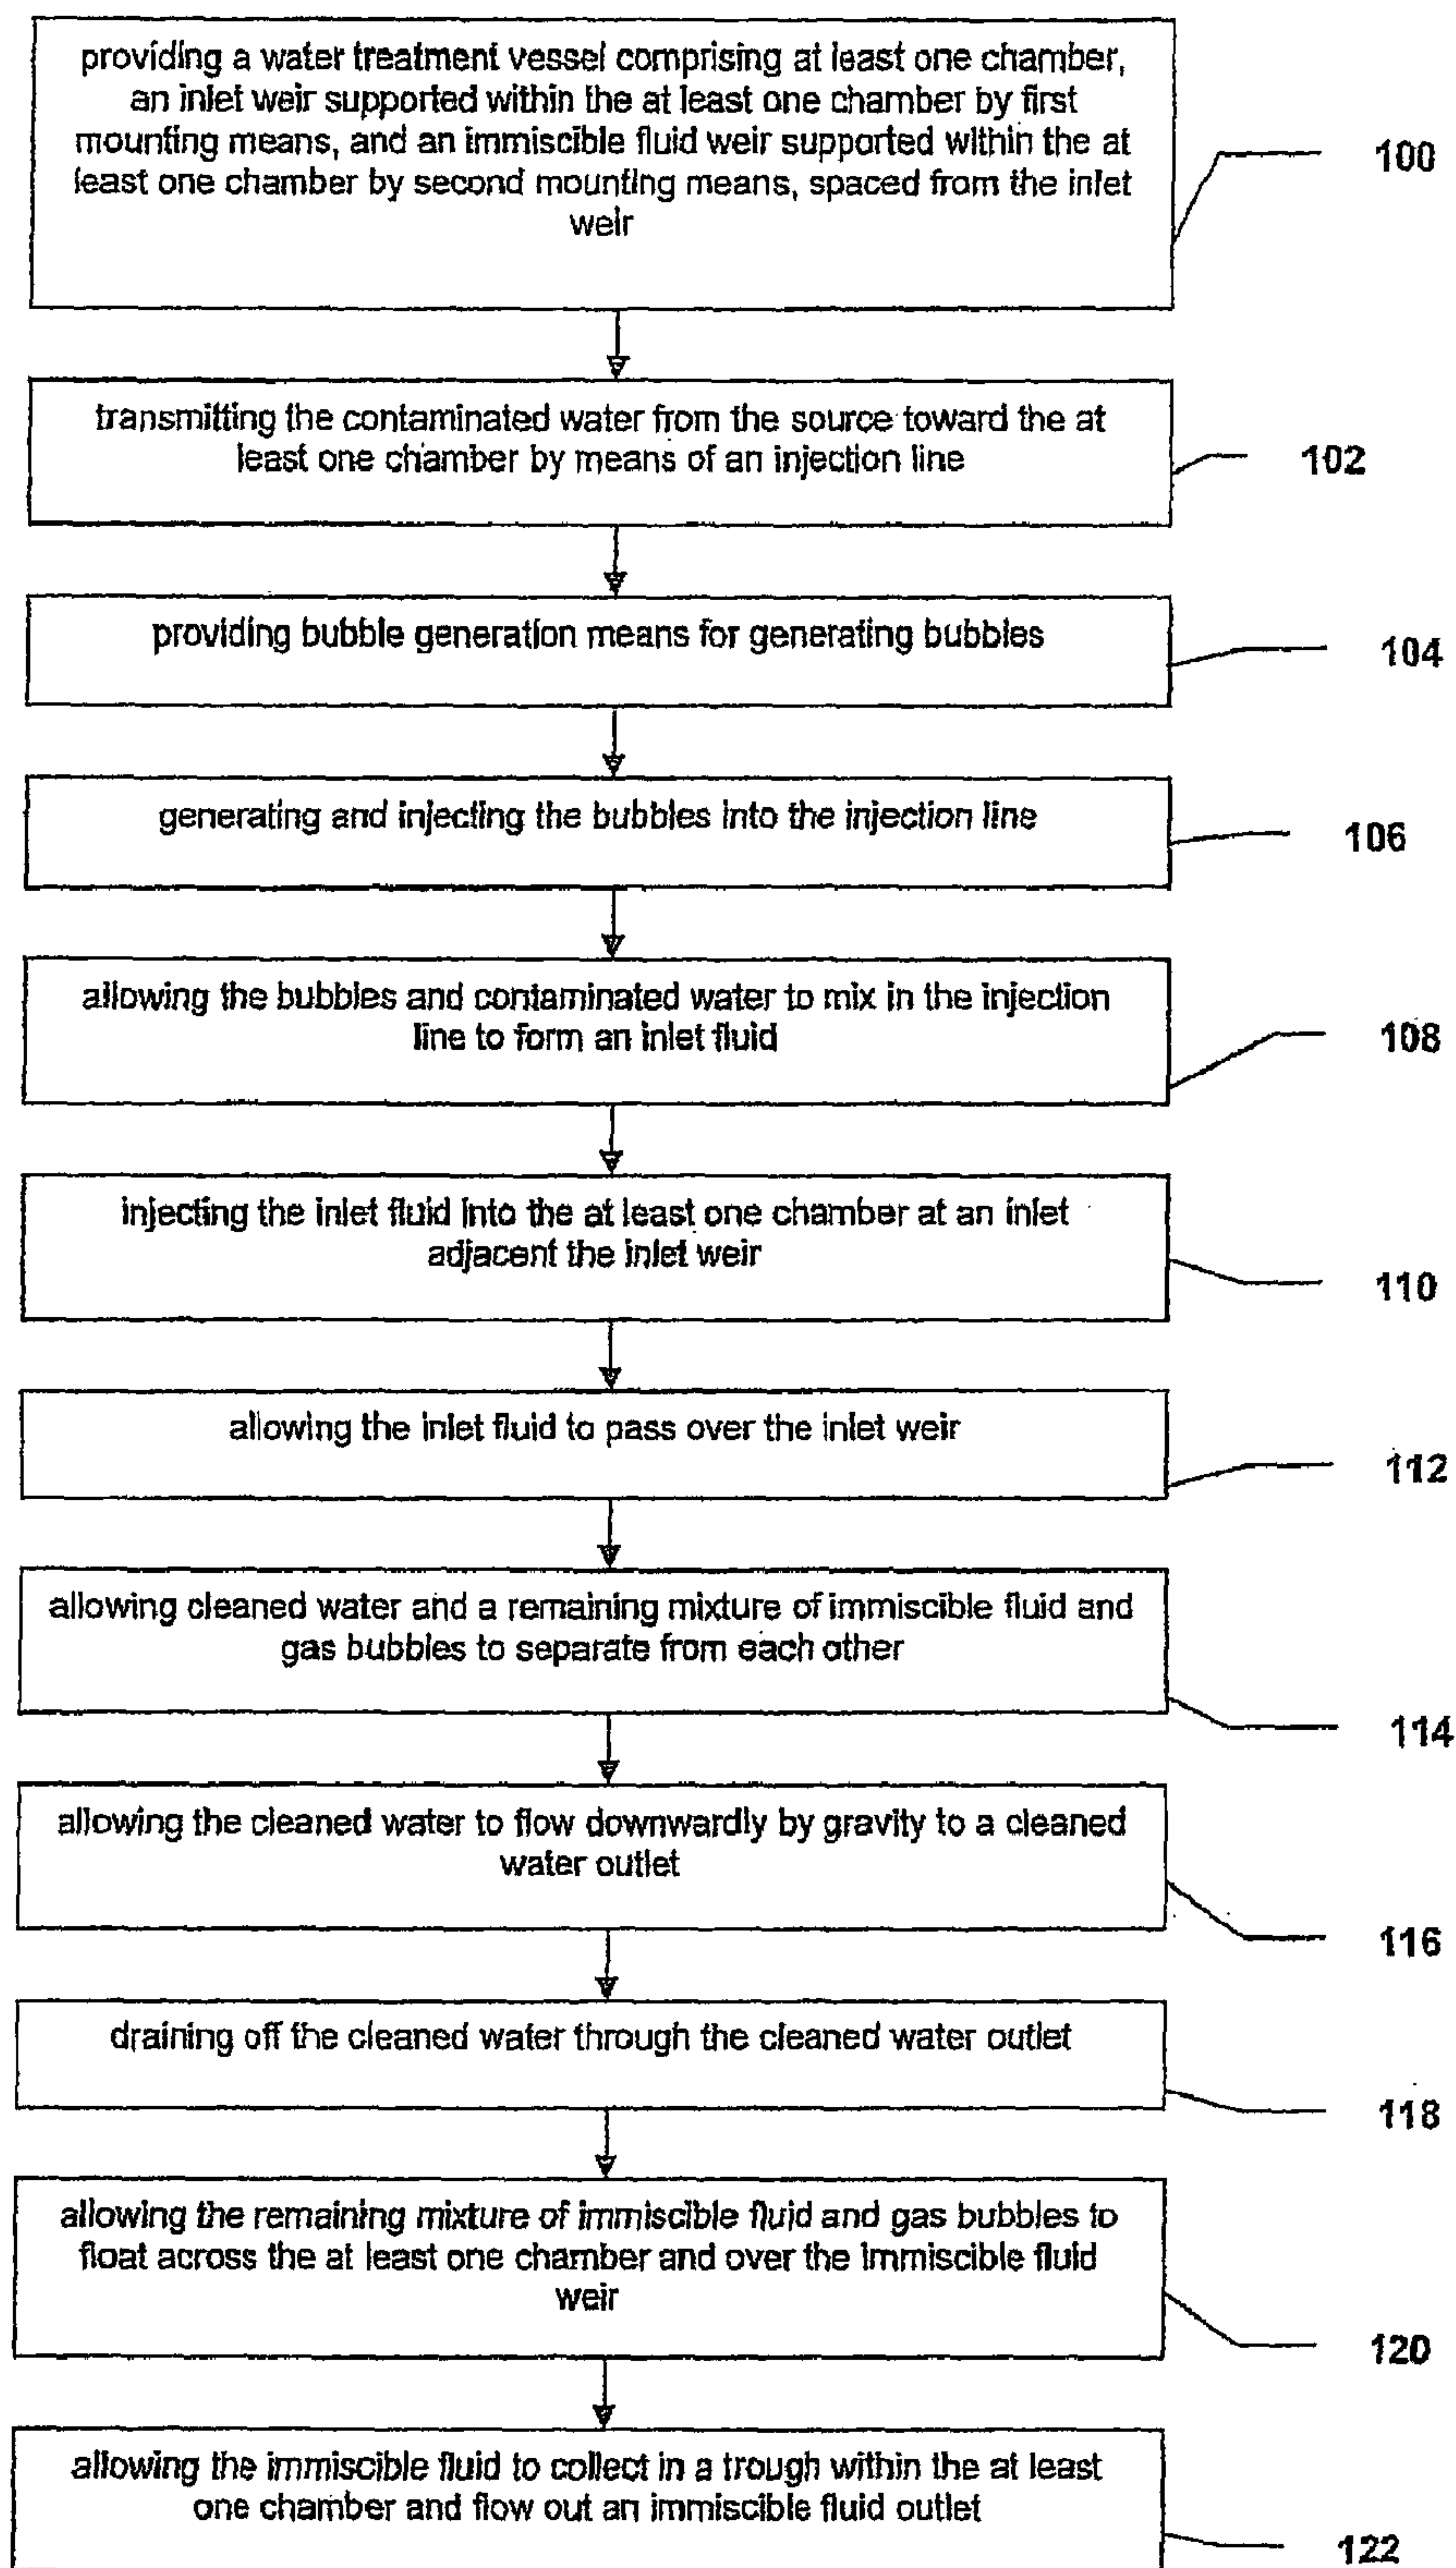 providing a water treatment vessel comprising at least one chamber,
an inlet weir supported within the at least one chamber by first
mounting means, and an immiscible fluid weir supported within the at
least one chamber by second mounting means, spaced from the inlet
weir
100
transmitting the contaminated water from the source toward the at
least one chamber by means of an injection line
102
providing bubble generation means for generating bubbles
104
generating and injecting the bubbles into the injection line
106
allowing the bubbles and contaminated water to mix in the injection
line to form an inlet fluid
108
injecting the inlet fluid into the at least one chamber at an inlet
adjacent the inlet weir
110
allowing the inlet fluid to pass over the inlet weir
112
allowing cleaned water and a remaining mixture of immiscible fluid and
gas bubbles to separate from each other
114
allowing the cleaned water to flow downwardly by gravity to a cleaned
water outlet
116
draining off the cleaned water through the cleaned water outlet
118
allowing the remaining mixture of immiscible fluid and gas bubbles to
float across the at least one chamber and over the immiscible fluid
weir
120
allowing the immiscible fluid to collect in a trough within the at least
one chamber and flow out an immiscible fluid outlet
122